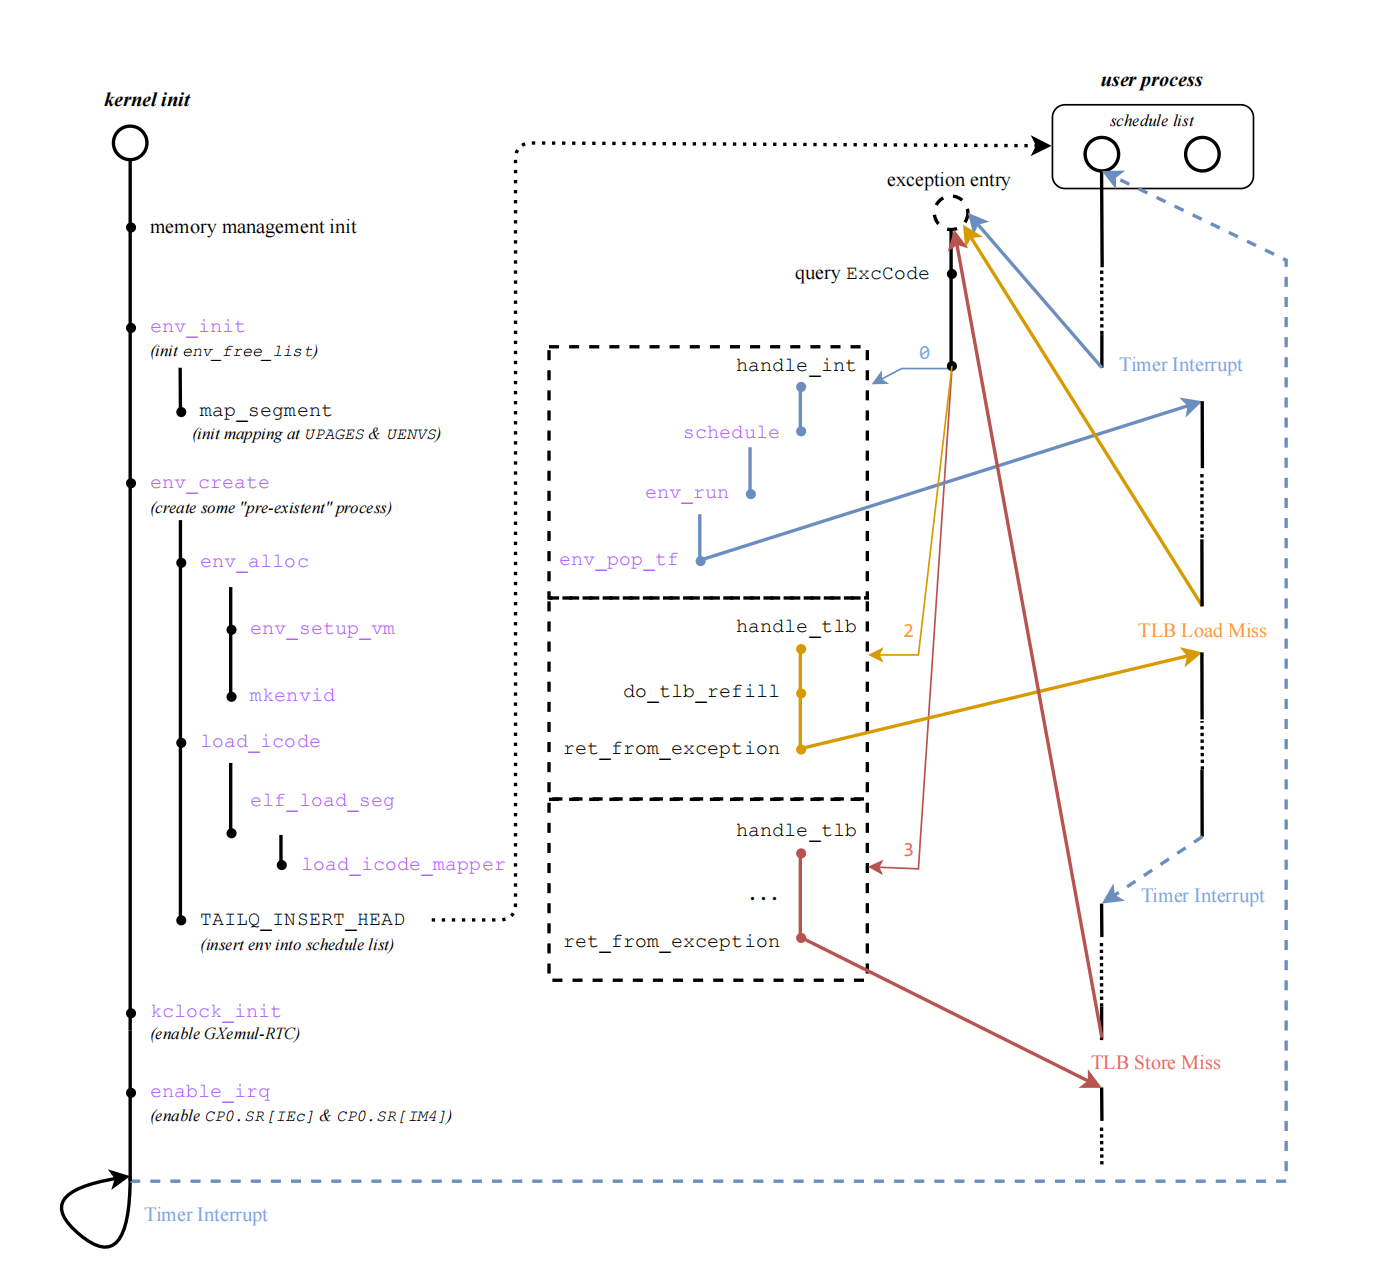 kernel init
memory management init
env_init
(init env_free_list)
map_segment
(init mapping at UPAGES & UENVS)
env_create
(create some "pre-existent" process)
env_alloc
env_setup_vm
mkenvid
load_icode
elf_load_seg
load_icode_mapper
TAILQ_INSERT_HEAD
(insert env into schedule list)
kclock_init
(enable GXemul-RTC)
enable_irq
(enable CP0.SR[IEc] & CP0.SR[IM4])
Timer Interrupt
exception entry
query ExcCode
0
handle_int
schedule
env_run
env_pop_tf
2
handle_tlb
do_tlb_refill
ret_from_exception
3
handle_tlb
...
ret_from_exception
user process
schedule list
Timer Interrupt
TLB Load Miss
Timer Interrupt
TLB Store Miss